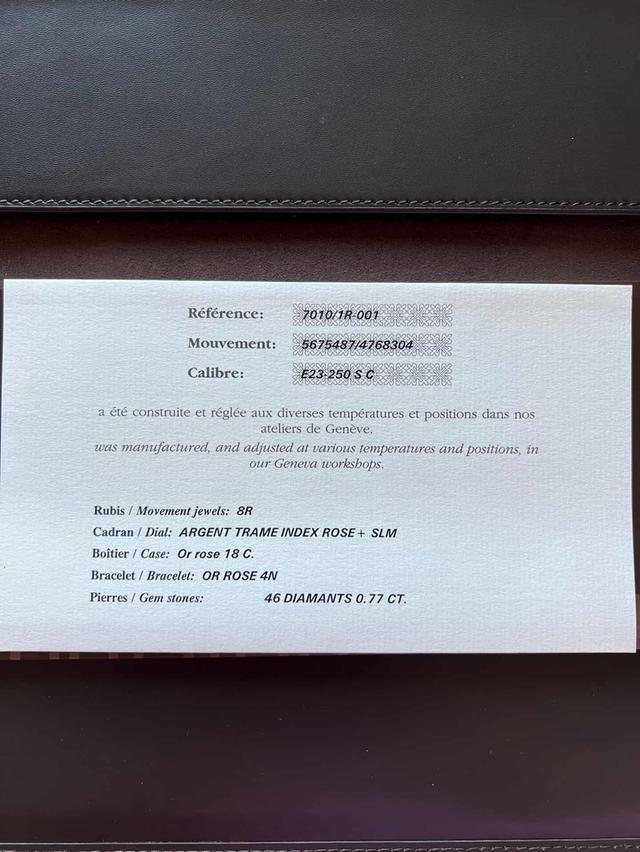 Référence: 7010/1R-001
Mouvement: 5675487/4768304
Calibre: E23-250 S C
a été construite et réglée aux diverses températures et positions dans nos
ateliers de Genève.
was manufactured, and adjusted at various temperatures and positions, in
our Geneva workshops.
Rubis / Movement jewels: 8R
Cadran / Dial: ARGENT TRAME INDEX ROSE+ SLM
Boîtier / Case: Or rose 18 C.
Bracelet / Bracelet: OR ROSE 4N
Pierres / Gem stones: 46 DIAMANTS 0.77 CT.